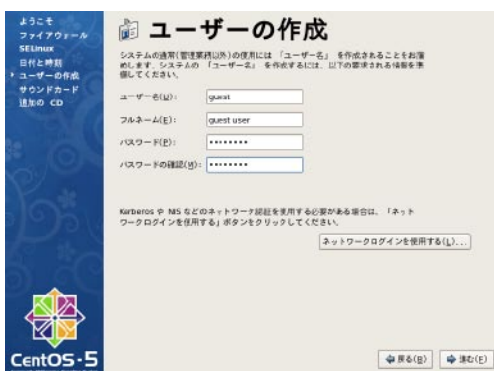 ようこそ
ファイアウォール
SELinux
日付と時刻
ユーザーの作成
サウンドカード
追加の CD
ユーザーの作成
システムの通常(管理業務以外)の使用には 「ユーザー名」 を作成されることをお薦
めします。システムの 「ユーザー名」 を作成するには、以下の要求される情報を準
備してください。
ユーザー名(U):
guest
フルネーム(E):
guest user
パスワード(P):
••••••••
パスワードの確認(M):
••••••••
Kerberos や NIS などのネットワーク認証を使用する必要がある場合は、「ネット
ワークログインを使用する」ボタンをクリックしてください。
ネットワークログインを使用する(L)...
CentOS-5
戻る(B)
進む(F)